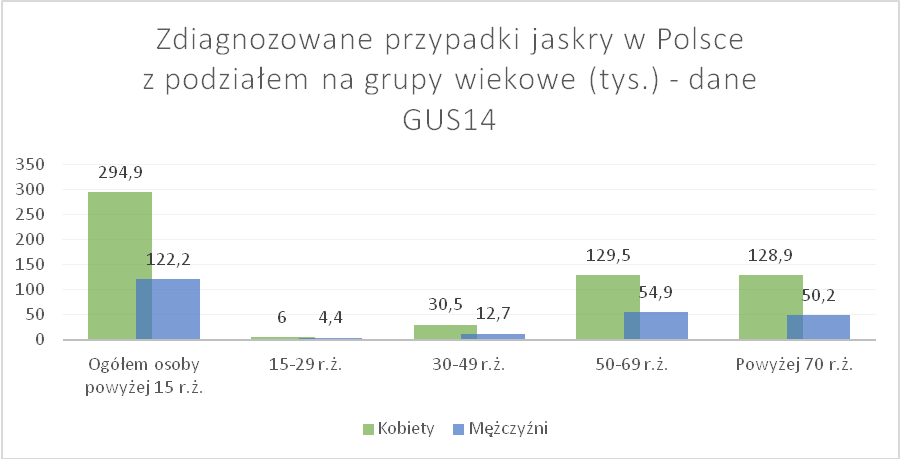 Zdiagnozowane przypadki jaskry w Polsce
z podziałem na grupy wiekowe (tys.) - dane
GUS14
350
300
250
200
150
100
50
0
294,9
122,2
6
4,4
30,5
12,7
129,5
54,9
128,9
50,2
Ogółem osoby
powyżej 15 r.ż.
15-29 r.ż.
30-49 r.ż.
50-69 r.ż.
Powyżej 70 r.ż.
Kobiety
Mężczyźni